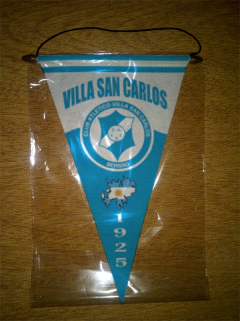 VILLA SAN CARLOS
CLUB ATLETICO VILLA SAN CARLOS
BERISSO
1925